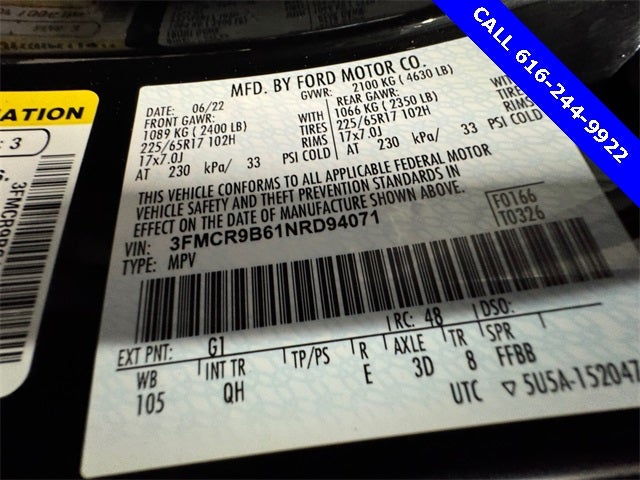 CALL 616-244-9922
MFD. BY FORD MOTOR CO.
DATE: 06/22
GVWR: 2100 KG ( 4630 LB)
FRONT GAWR:
1089 KG ( 2400 LB)
225/65R17 102H
17x7.0J
AT 230 kPa/ 33
WITH
TIRES
RIMS
PSI COLD
REAR GAWR:
1066 KG ( 2350 LB)
225/65R17 102H
17x7.0J
AT 230 kPa/ 33
WITH
TIRES
RIMS
PSI COLD
THIS VEHICLE CONFORMS TO ALL APPLICABLE FEDERAL MOTOR
VEHICLE SAFETY AND THEFT PREVENTION STANDARDS IN
EFFECT ON THE DATE OF MANUFACTURE SHOWN ABOVE.
VIN: 3FMCR9B61NRD94071
TYPE: MPV
F0166
T0326
RC: 48 DSO:
EXT PNT: G1
WB INT TR TP/PS R AXLE TR SPR
105 QH E 3D 8 FFBB
UTC 5U5A-152047
ATION
: 3
3FMCR9B